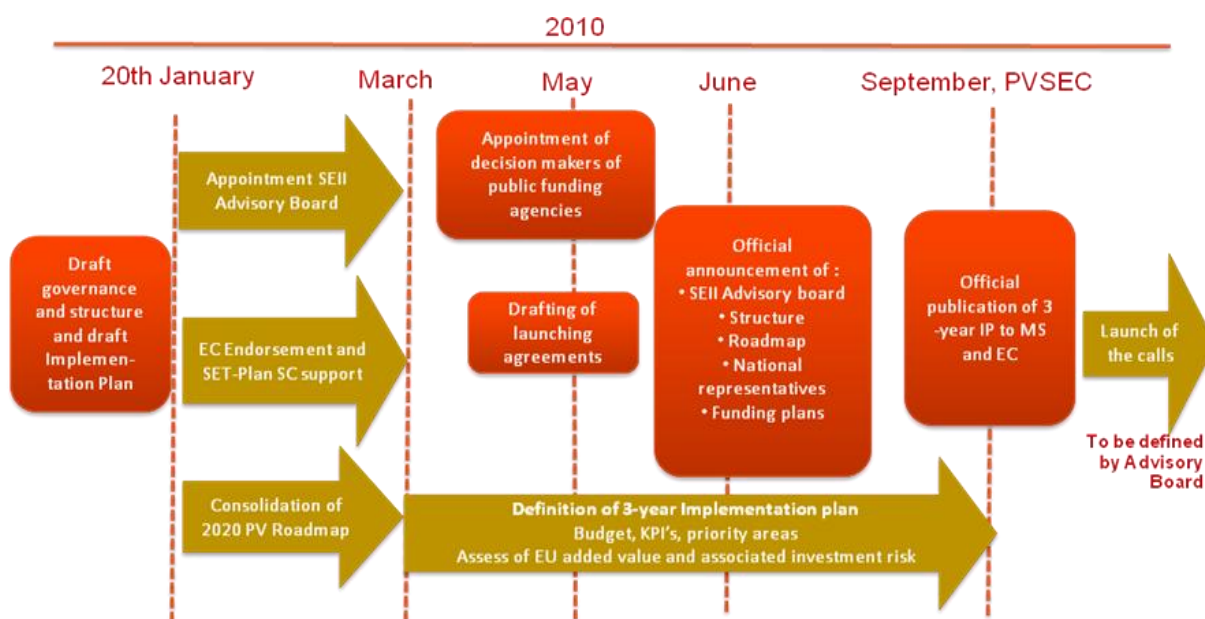 2010
20th January
March
May
June
September, PVSEC
Draft
governance
and structure
and draft
Implemen-
tation Plan
Appointment SEII
Advisory Board
EC Endorsement and
SET-Plan SC support
Consolidation of
2020 PV Roadmap
Appointment of
decision makers of
public funding
agencies
Drafting of
launching
agreements
Official
announcement of :
• SEII Advisory board
• Structure
• Roadmap
• National
representatives
• Funding plans
Definition of 3-year Implementation plan
Budget, KPI's, priority areas
Assess of EU added value and associated investment risk
Official
publication of 3
-year IP to MS
and EC
Launch of
the calls
To be defined
by Advisory
Board